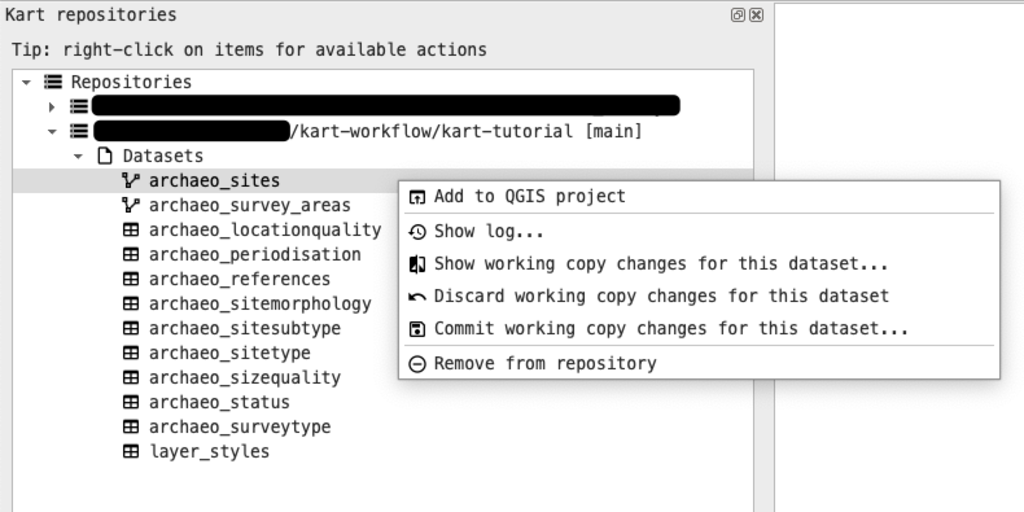 Kart repositories
Tip: right-click on items for available actions
Repositories
/kart-workflow/kart-tutorial [main]
Datasets
archaeo_sites
archaeo_survey_areas
archaeo_locationquality
archaeo_periodisation
archaeo_references
archaeo_sitemorphology
archaeo_sitesubtype
archaeo_sitetype
archaeo_sizequality
archaeo_status
archaeo_surveytype
layer_styles
Add to QGIS project
Show log...
Show working copy changes for this dataset...
Discard working copy changes for this dataset
Commit working copy changes for this dataset...
Remove from repository